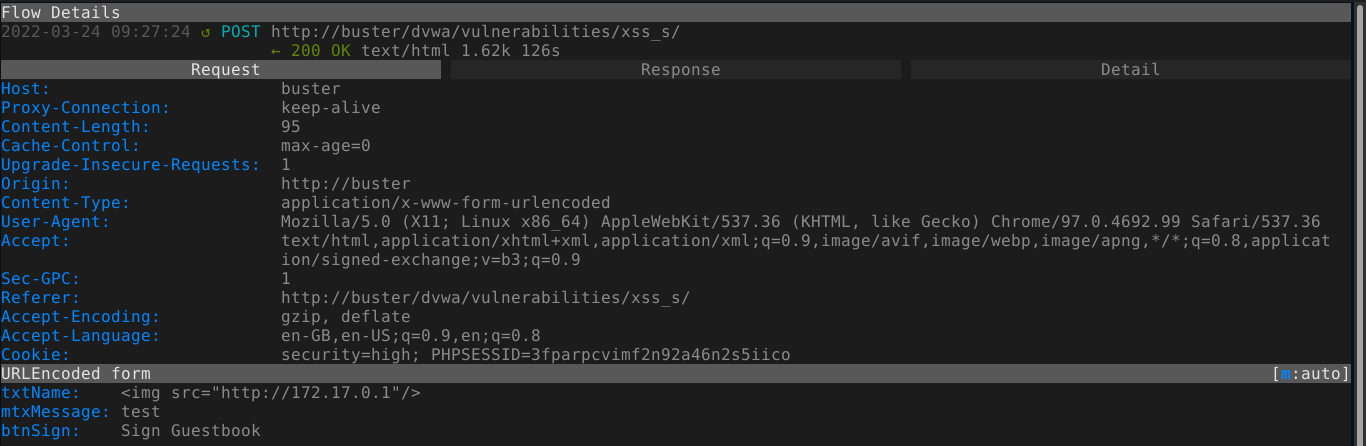 Flow Details
2022-03-24 09:27:24 ↺ POST http://buster/dvwa/vulnerabilities/xss_s/
← 200 OK text/html 1.62k 126s
Request Response Detail
Host: buster
Proxy-Connection: keep-alive
Content-Length: 95
Cache-Control: max-age=0
Upgrade-Insecure-Requests: 1
Origin: http://buster
Content-Type: application/x-www-form-urlencoded
User-Agent: Mozilla/5.0 (X11; Linux x86_64) AppleWebKit/537.36 (KHTML, like Gecko) Chrome/97.0.4692.99 Safari/537.36
Accept: text/html,application/xhtml+xml,application/xml;q=0.9,image/avif,image/webp,image/apng,*/*;q=0.8,applicat
ion/signed-exchange;v=b3;q=0.9
Sec-GPC: 1
Referer: http://buster/dvwa/vulnerabilities/xss_s/
Accept-Encoding: gzip, deflate
Accept-Language: en-GB,en-US;q=0.9,en;q=0.8
Cookie: security=high; PHPSESSID=3fparpcvimf2n92a46n2s5iico
URLEncoded form [m:auto]
txtName: <img src="http://172.17.0.1"/>
mtxMessage: test
btnSign: Sign Guestbook